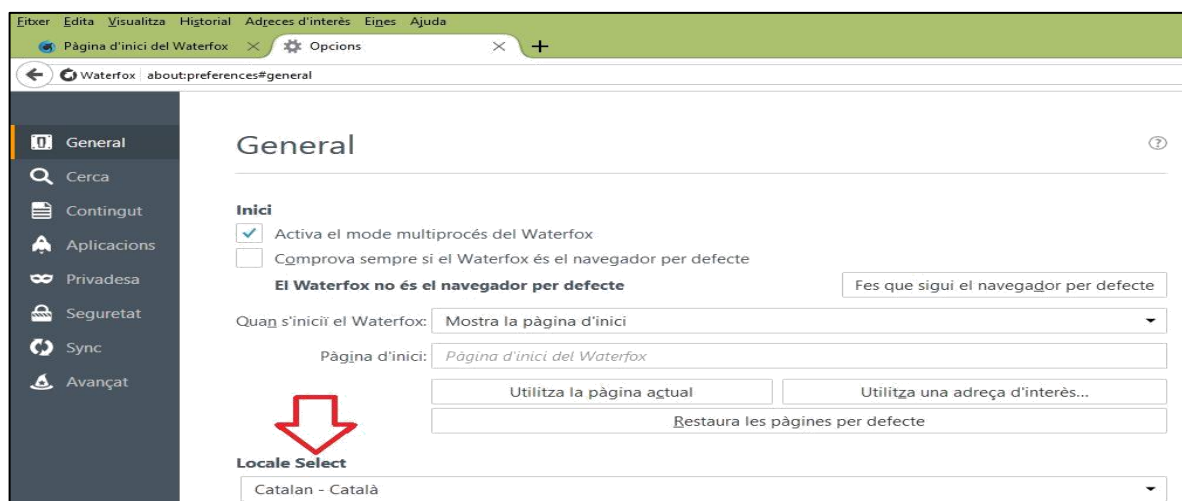 Fitxer Edita Visualitza Historial Adreces d'interès Eines Ajuda
Pàgina d'inici del Waterfox Opcions
Waterfox about:preferences#general
General
Cerca
Contingut
Aplicacions
Privadesa
Seguretat
Sync
Avançat
General
Inici
Activa el mode multiprocés del Waterfox
Comprova sempre si el Waterfox és el navegador per defecte
El Waterfox no és el navegador per defecte Fes que sigui el navegador per defecte
Quan s'iniciï el Waterfox: Mostra la pàgina d'inici
Pàgina d'inici: Pàgina d'inici del Waterfox
Utilitza la pàgina actual Utilitza una adreça d'interès...
Restaura les pàgines per defecte
Locale Select
Catalan - Català